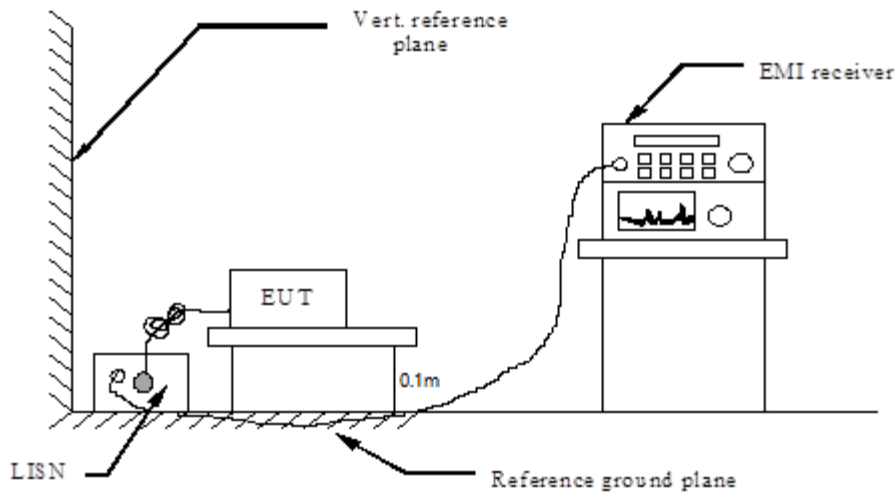 Vert. reference
plane
EMI receiver
EUT
0.1m
LISN
Reference ground plane